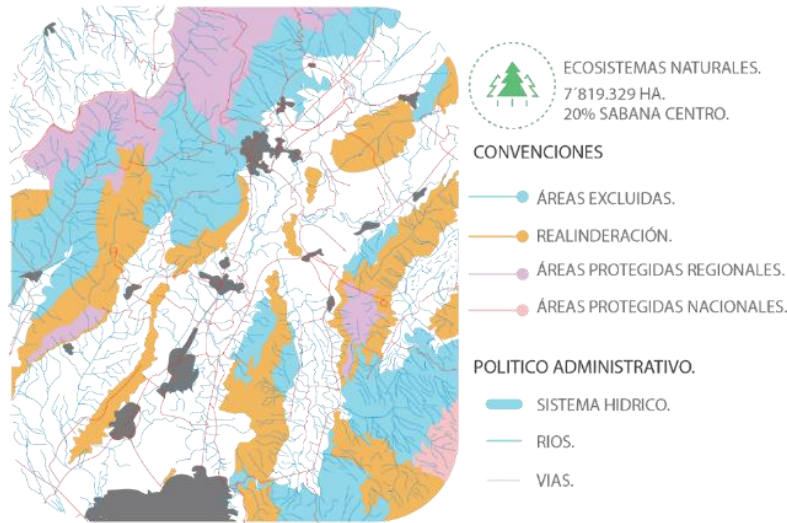 ECOSISTEMAS NATURALES.
7´819.329 HA.
20% SABANA CENTRO.
CONVENCIONES
ÁREAS EXCLUIDAS.
REALINDERACIÓN.
ÁREAS PROTEGIDAS REGIONALES.
ÁREAS PROTEGIDAS NACIONALES.
POLITICO ADMINISTRATIVO.
SISTEMA HIDRICO.
RIOS.
VIAS.